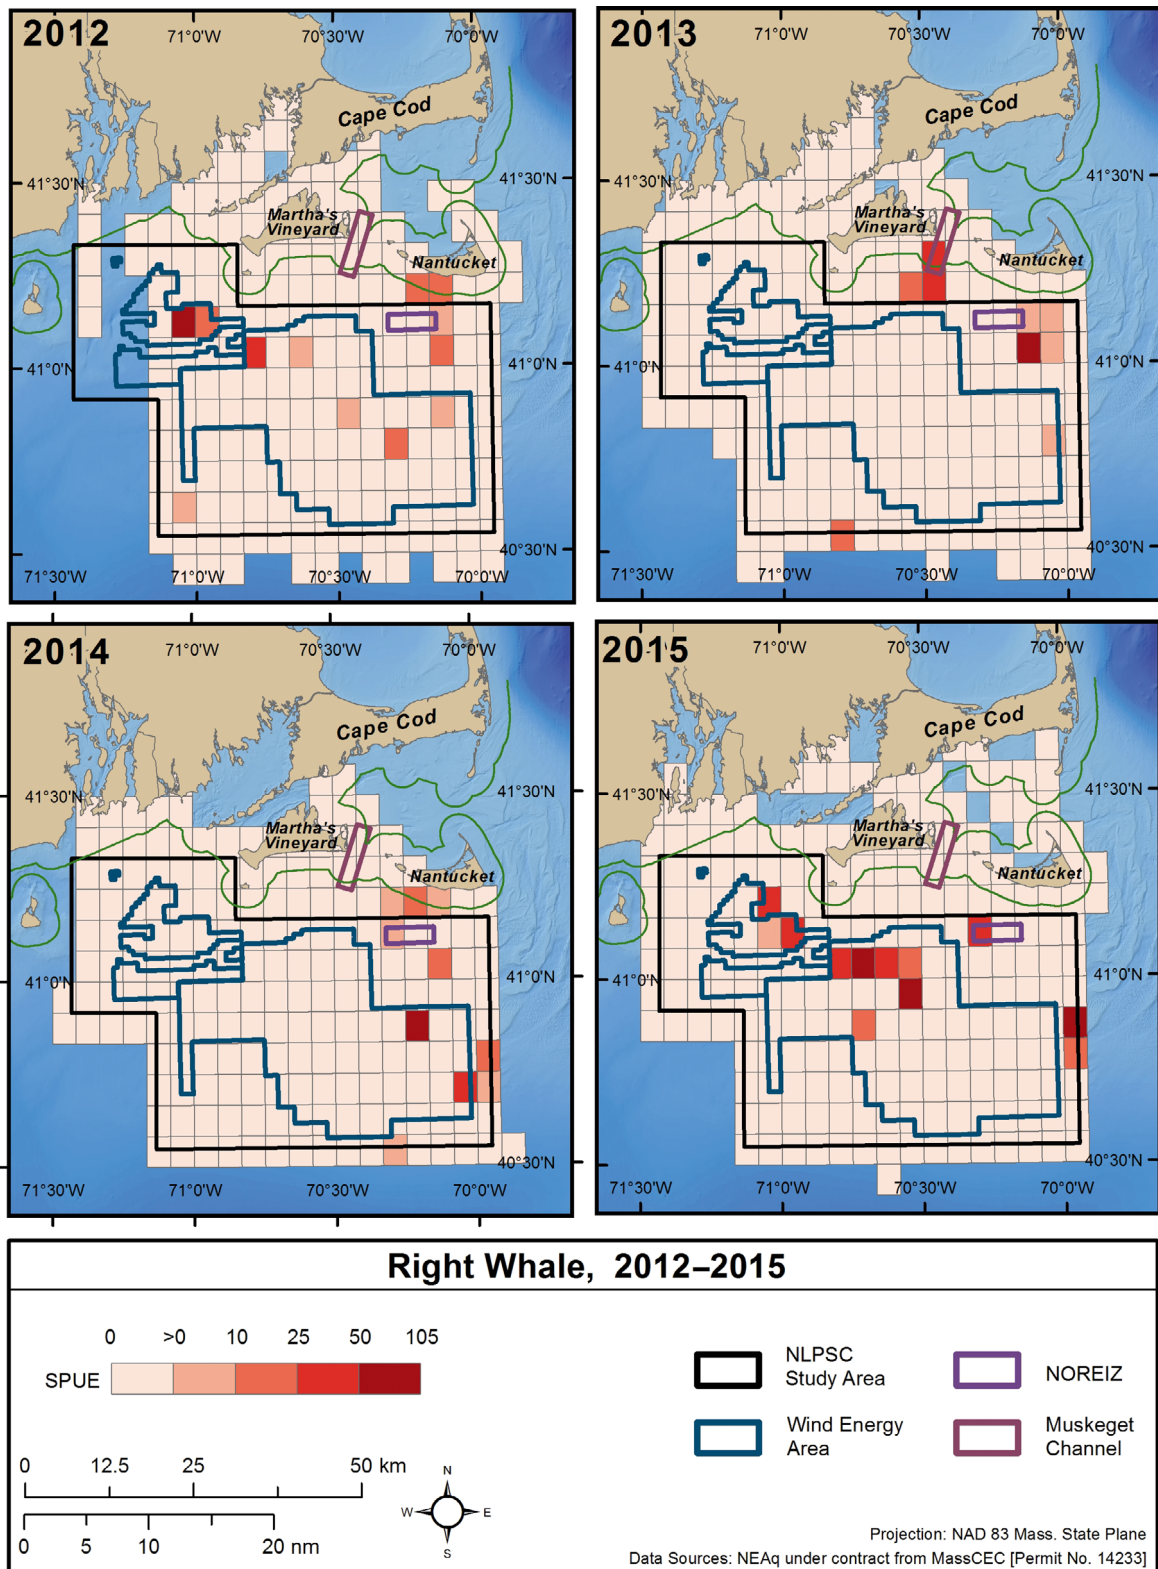 2012
71°0'W
70°30'W
70°0'W
Cape Cod
41°30'N
41°30'N
Martha's
Vineyard
Nantucket
41°0'N
41°0'N
40°30'N
71°30'W
71°0'W
70°30'W
70°0'W
2013
71°0'W
70°30'W
70°0'W
Cape Cod
41°30'N
41°30'N
Martha's
Vineyard
Nantucket
41°0'N
41°0'N
40°30'N
71°30'W
71°0'W
70°30'W
70°0'W
2014
71°0'W
70°30'W
70°0'W
Cape Cod
41°30'N
41°30'N
Martha's
Vineyard
Nantucket
41°0'N
41°0'N
40°30'N
71°30'W
71°0'W
70°30'W
70°0'W
2015
71°0'W
70°30'W
70°0'W
Cape Cod
41°30'N
41°30'N
Martha's
Vineyard
Nantucket
41°0'N
41°0'N
40°30'N
71°30'W
71°0'W
70°30'W
70°0'W
Right Whale, 2012–2015
0 >0 10 25 50 105
SPUE
NLPSC
Study Area
NOREIZ
Wind Energy
Area
Muskeget
Channel
0 12.5 25 50 km
0 5 10 20 nm
N
W E
S
Projection: NAD 83 Mass. State Plane
Data Sources: NEAq under contract from MassCEC [Permit No. 14233]